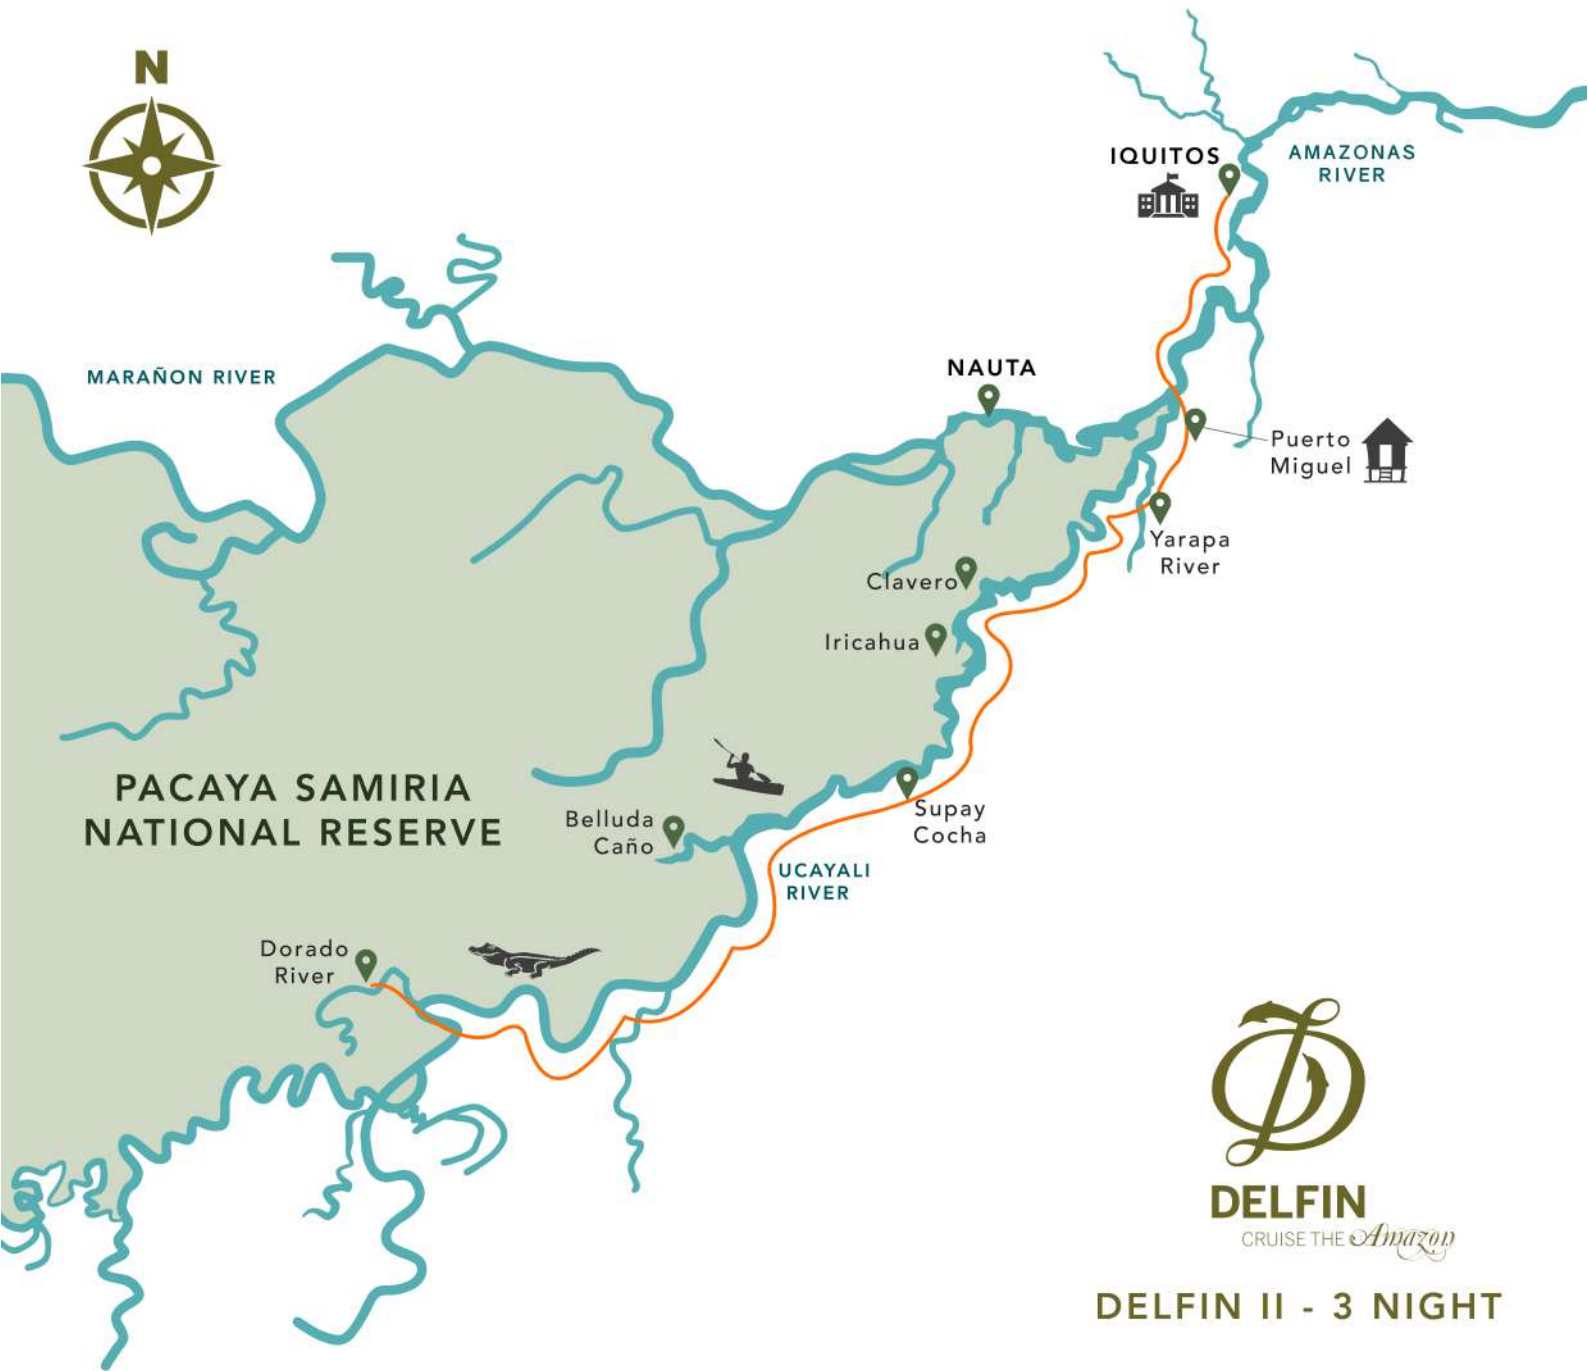 N
IQUITOS
AMAZONAS
RIVER
MARAÑON RIVER
NAUTA
Puerto
Miguel
Yarapa
River
Clavero
Iricahua
PACAYA SAMIRIA
NATIONAL RESERVE
Belluda
Caño
Supay
Cocha
UCAYALI
RIVER
Dorado
River
DELFIN
CRUISE THE Amazon
DELFIN II - 3 NIGHT